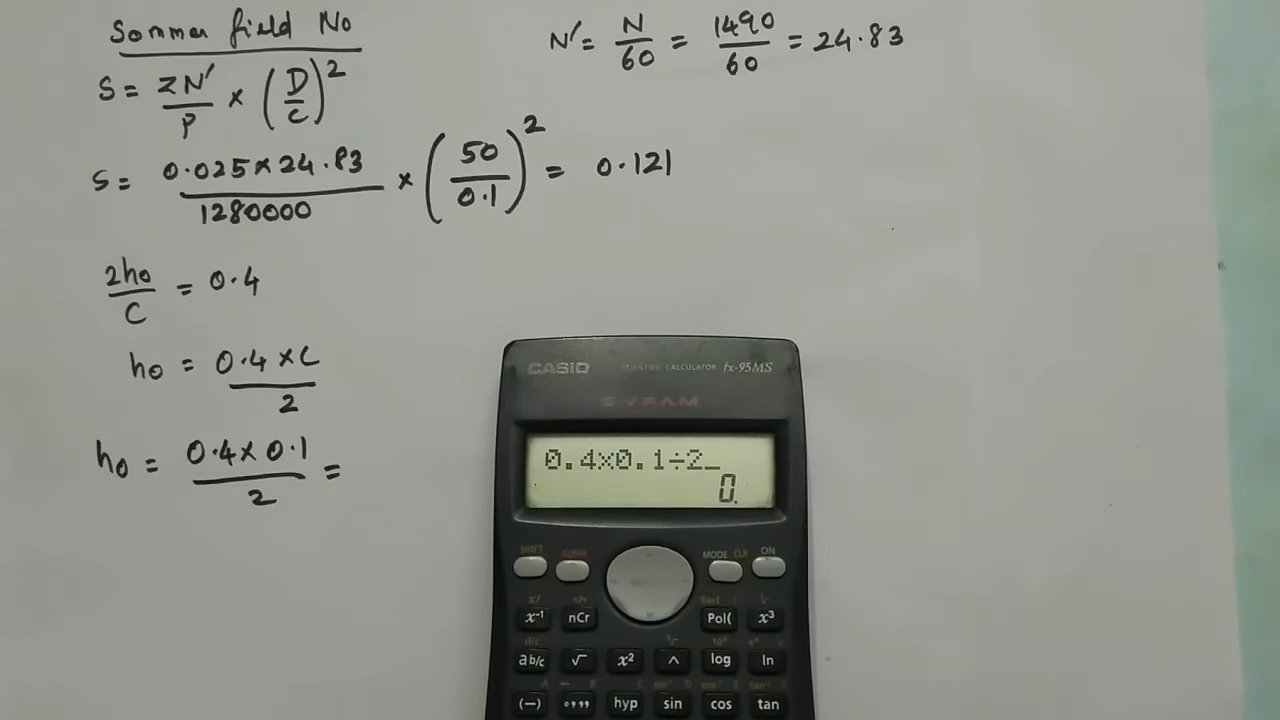 Sommer field No
N' = N/60 = 1490/60 = 24.83
S = ZN'/P × (D/C)²
S = 0.025 × 24.83/1280000 × (50/0.1)² = 0.121
2ho/C = 0.4
ho = 0.4 × C/2
ho = 0.4 × 0.1/2 =
CASIO SCIENTIFIC CALCULATOR fx-95MS
S-V.P.A.M.
0.4×0.1÷2_
0.
SHIFT ALPHA MODE CLR ON
x! nPr Rec( :
x⁻¹ nCr Pol( x³
d/c
ab/c √ x² ^ log ln
(−) hyp sin cos tan